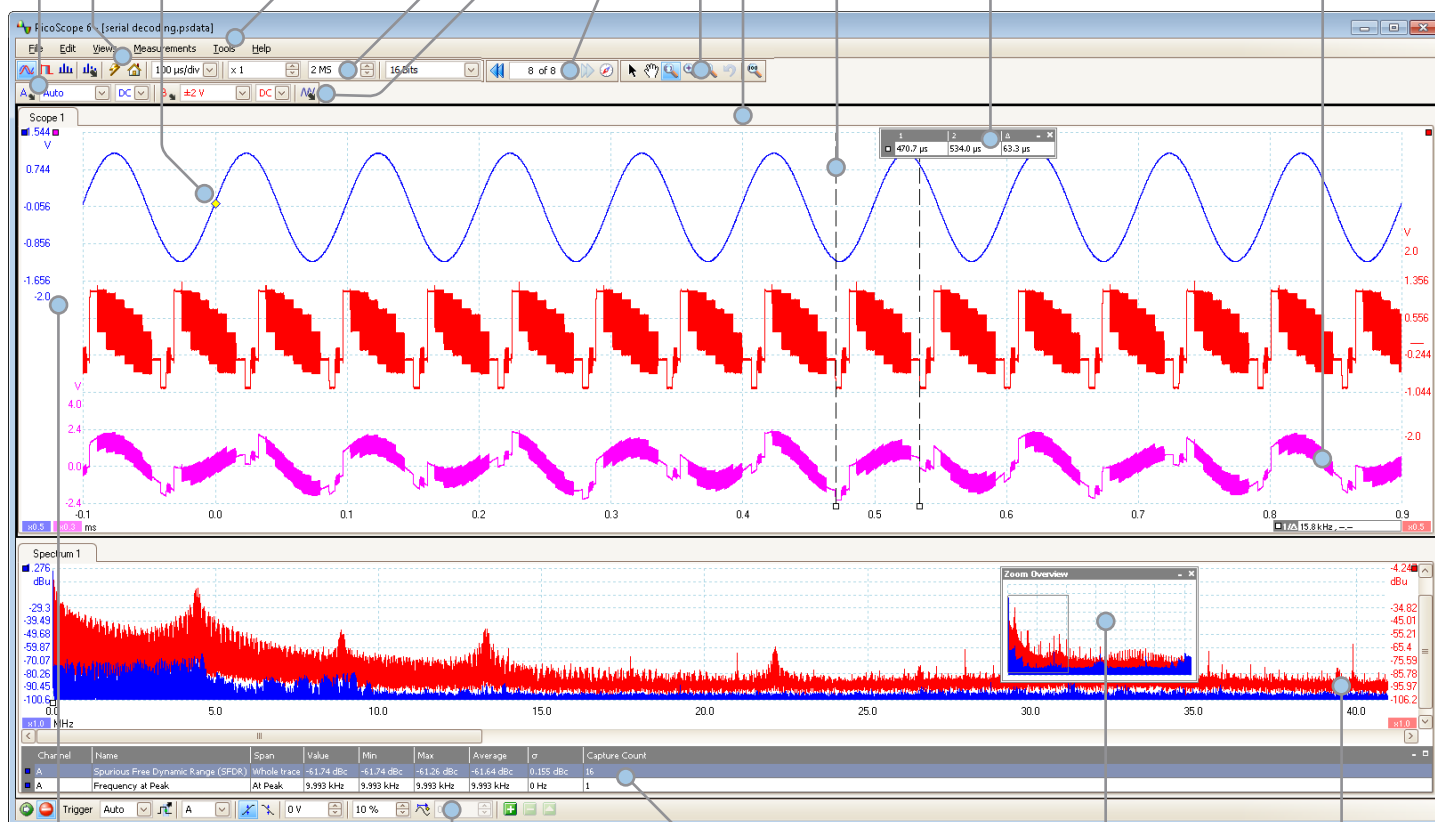 PicoScope 6 - [serial decoding.psdata]
File Edit Views Measurements Tools Help
100 µs/div x 1 2 MS 16 Bits 8 of 8
A Auto DC B ±2 V DC
Scope 1
1.544
V
0.744
-0.056
-0.856
-1.656
-2.0
1 2 Δ
470.7 µs 534.0 µs 63.3 µs
V
2.0
1.356
0.556
-0.244
-1.044
-2.0
V
4.0
2.4
0.0
-2.4
-0.1 0.0 0.1 0.2 0.3 0.4 0.5 0.6 0.7 0.8 0.9
x0.5 x0.3 ms
1/Δ 15.8 kHz , --.-- x0.5
Spectrum 1
1.276
dBu
-29.3
-39.49
-49.68
-59.87
-70.07
-80.26
-90.45
-100.6
Zoom Overview
dBu
-34.82
-45.01
-55.21
-65.4
-75.59
-85.78
-95.97
-106.2
0.0 5.0 10.0 15.0 20.0 25.0 30.0 35.0 40.0
x1.0 MHz x1.0
Channel Name Span Value Min Max Average σ Capture Count
A Spurious Free Dynamic Range (SFDR) Whole trace -61.74 dBc -61.74 dBc -61.26 dBc -61.64 dBc 0.155 dBc 16
A Frequency at Peak At Peak 9.993 kHz 9.993 kHz 9.993 kHz 9.993 kHz 0 Hz 1
Trigger Auto A 0 V 10 %